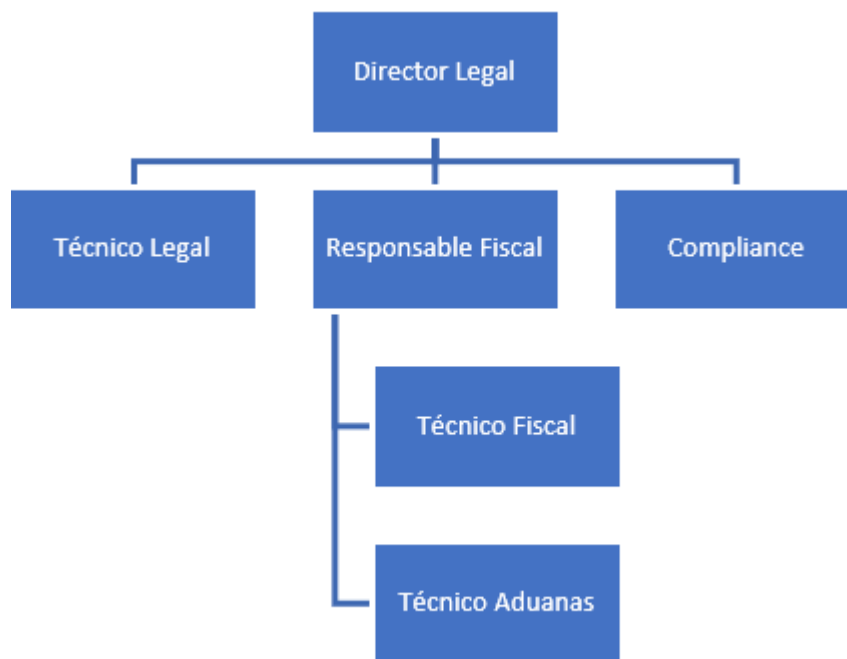 Director Legal
Técnico Legal
Responsable Fiscal
Compliance
Técnico Fiscal
Técnico Aduanas